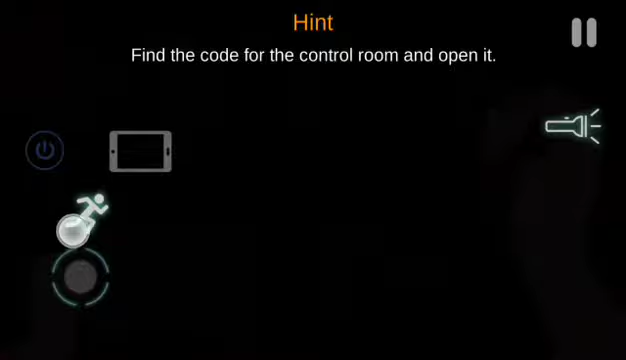 Hint
Find the code for the control room and open it.